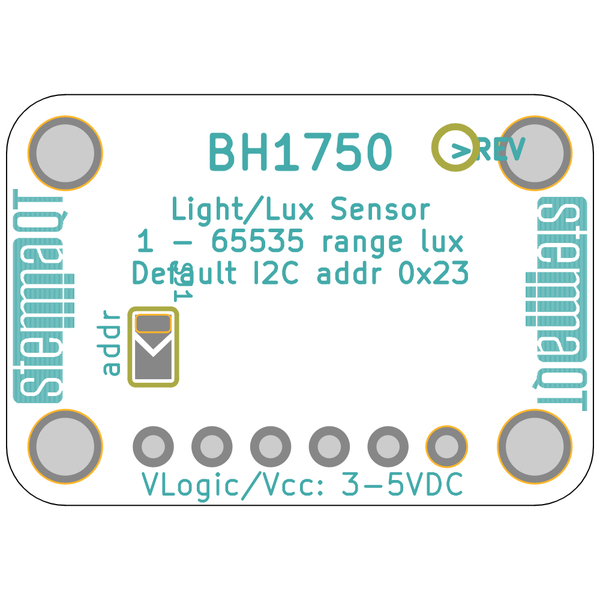 BH1750
>REV
Light/Lux Sensor
1 – 65535 range lux
Default I2C addr 0x23
SJ1
addr
stemmaQT
stemmaQT
VLogic/Vcc: 3–5VDC